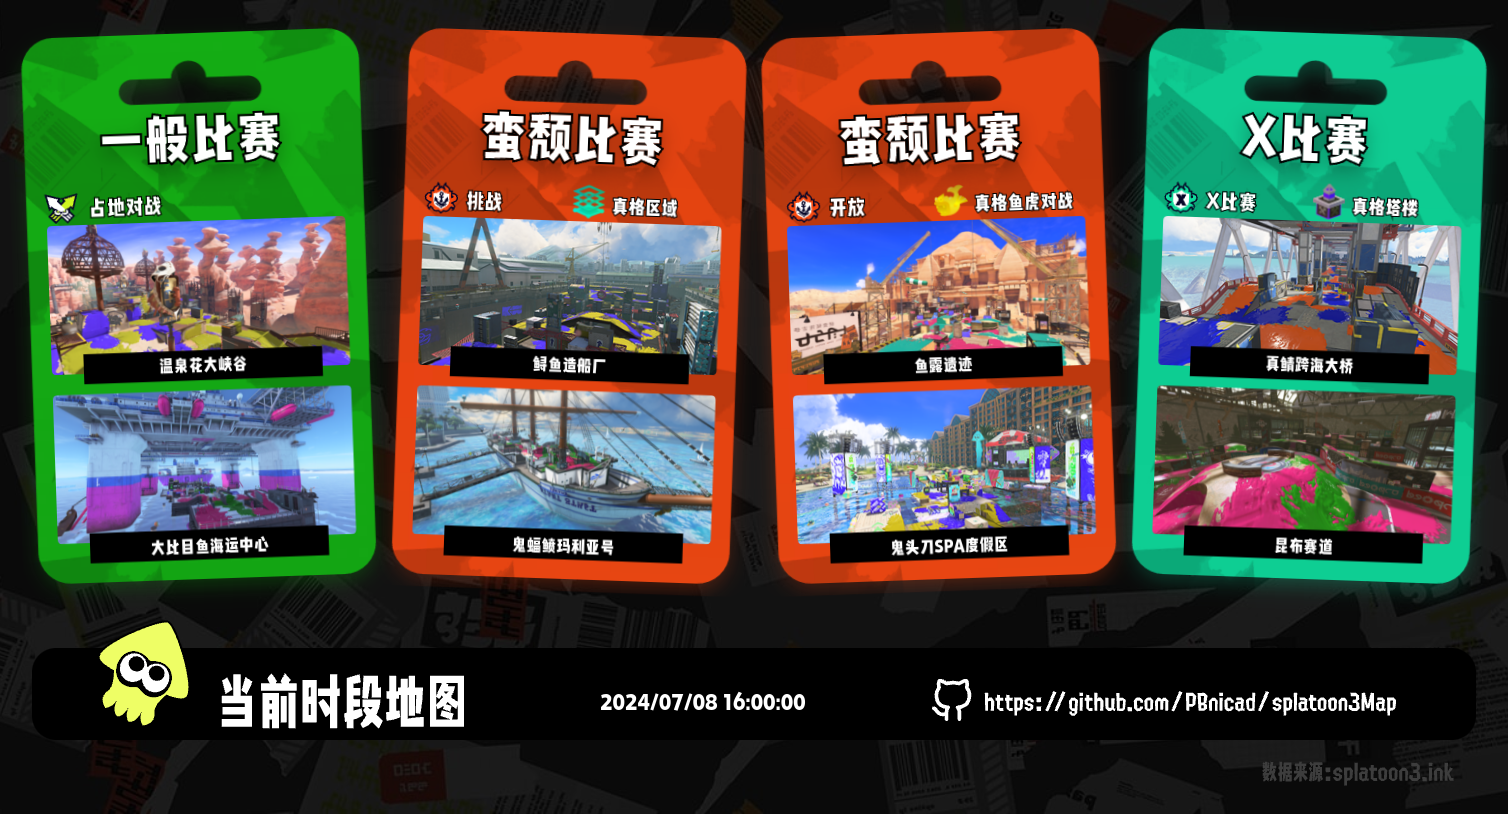 一般比赛
占地对战
温泉花大峡谷
大比目鱼海运中心
蛮颓比赛
挑战
真格区域
鲟鱼造船厂
鬼蝠鲼玛利亚号
蛮颓比赛
开放
真格鱼虎对战
鱼露遗迹
鬼头刀SPA度假区
X比赛
X比赛
真格塔楼
真鲭跨海大桥
昆布赛道
当前时段地图
2024/07/08 16:00:00
https://github.com/PBnicad/splatoon3Map
数据来源:splatoon3.ink